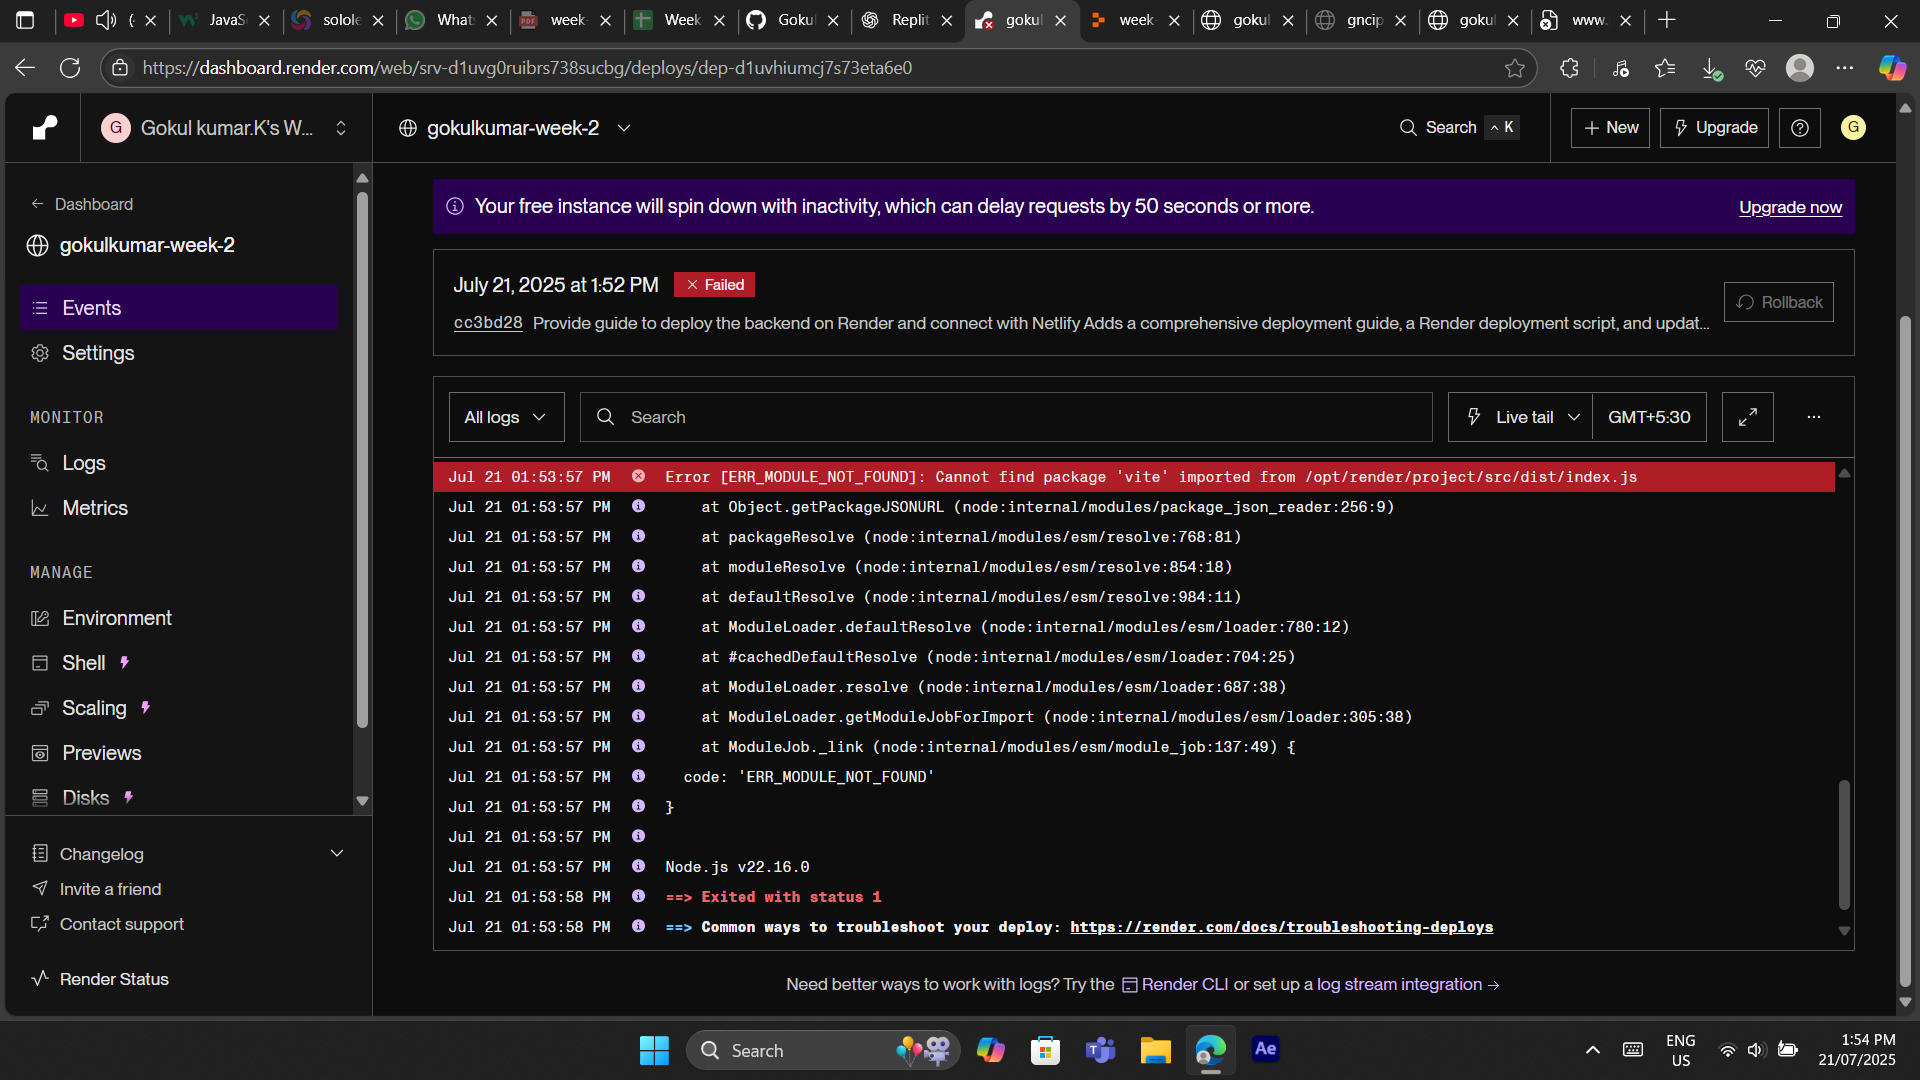 JavaS
solole
What
week-
Week
Goku
Replit
gokul
week-
gokul
gncip
gokul
www.
https://dashboard.render.com/web/srv-d1uvg0ruibrs738sucbg/deploys/dep-d1uvhiumcj7s73eta6e0
G Gokul kumar.K's W...
gokulkumar-week-2
Search ^ K
+ New
Upgrade
G
← Dashboard
gokulkumar-week-2
Events
Settings
MONITOR
Logs
Metrics
MANAGE
Environment
Shell
Scaling
Previews
Disks
Changelog
Invite a friend
Contact support
Render Status
Your free instance will spin down with inactivity, which can delay requests by 50 seconds or more.
Upgrade now
July 21, 2025 at 1:52 PM × Failed
cc3bd28 Provide guide to deploy the backend on Render and connect with Netlify Adds a comprehensive deployment guide, a Render deployment script, and updat...
Rollback
All logs
Search
Live tail
GMT+5:30
Jul 21 01:53:57 PM Error [ERR_MODULE_NOT_FOUND]: Cannot find package 'vite' imported from /opt/render/project/src/dist/index.js
Jul 21 01:53:57 PM at Object.getPackageJSONURL (node:internal/modules/package_json_reader:256:9)
Jul 21 01:53:57 PM at packageResolve (node:internal/modules/esm/resolve:768:81)
Jul 21 01:53:57 PM at moduleResolve (node:internal/modules/esm/resolve:854:18)
Jul 21 01:53:57 PM at defaultResolve (node:internal/modules/esm/resolve:984:11)
Jul 21 01:53:57 PM at ModuleLoader.defaultResolve (node:internal/modules/esm/loader:780:12)
Jul 21 01:53:57 PM at #cachedDefaultResolve (node:internal/modules/esm/loader:704:25)
Jul 21 01:53:57 PM at ModuleLoader.resolve (node:internal/modules/esm/loader:687:38)
Jul 21 01:53:57 PM at ModuleLoader.getModuleJobForImport (node:internal/modules/esm/loader:305:38)
Jul 21 01:53:57 PM at ModuleJob._link (node:internal/modules/esm/module_job:137:49) {
Jul 21 01:53:57 PM code: 'ERR_MODULE_NOT_FOUND'
Jul 21 01:53:57 PM }
Jul 21 01:53:57 PM
Jul 21 01:53:57 PM Node.js v22.16.0
Jul 21 01:53:58 PM ==> Exited with status 1
Jul 21 01:53:58 PM ==> Common ways to troubleshoot your deploy: https://render.com/docs/troubleshooting-deploys
Need better ways to work with logs? Try the Render CLI or set up a log stream integration →
Search
Ae
ENG
US
1:54 PM
21/07/2025